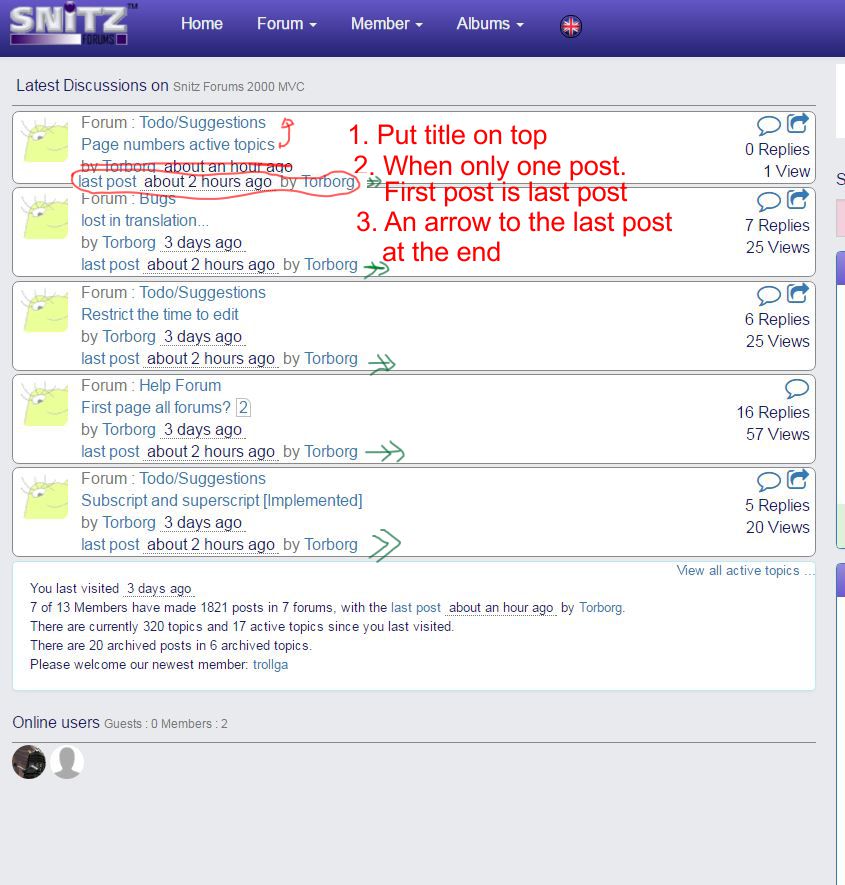 SNiTZ™
FORUMS
Home Forum Member Albums
Latest Discussions on Snitz Forums 2000 MVC
Forum : Todo/Suggestions
Page numbers active topics
by Torborg about an hour ago
last post about 2 hours ago by Torborg
0 Replies
1 View
1. Put title on top
2. When only one post.
First post is last post
3. An arrow to the last post
at the end
Forum : Bugs
lost in translation...
by Torborg 3 days ago
last post about 2 hours ago by Torborg
7 Replies
25 Views
Forum : Todo/Suggestions
Restrict the time to edit
by Torborg 3 days ago
last post about 2 hours ago by Torborg
6 Replies
25 Views
Forum : Help Forum
First page all forums? 2
by Torborg 3 days ago
last post about 2 hours ago by Torborg
16 Replies
57 Views
Forum : Todo/Suggestions
Subscript and superscript [Implemented]
by Torborg 3 days ago
last post about 2 hours ago by Torborg
5 Replies
20 Views
View all active topics ...
You last visited 3 days ago
7 of 13 Members have made 1821 posts in 7 forums, with the last post about an hour ago by Torborg.
There are currently 320 topics and 17 active topics since you last visited.
There are 20 archived posts in 6 archived topics.
Please welcome our newest member: trollga
Online users Guests : 0 Members : 2